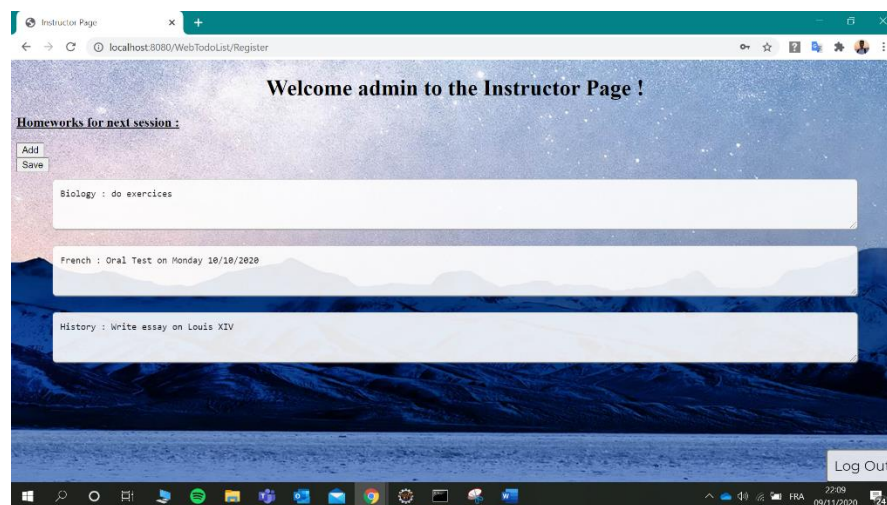 Instructor Page
localhost:8080/WebTodoList/Register
Welcome admin to the Instructor Page !
Homeworks for next session :
Add
Save
Biology : do exercices
French : Oral Test on Monday 10/10/2020
History : Write essay on Louis XIV
Log Out
FRA
22:09
09/11/2020
24